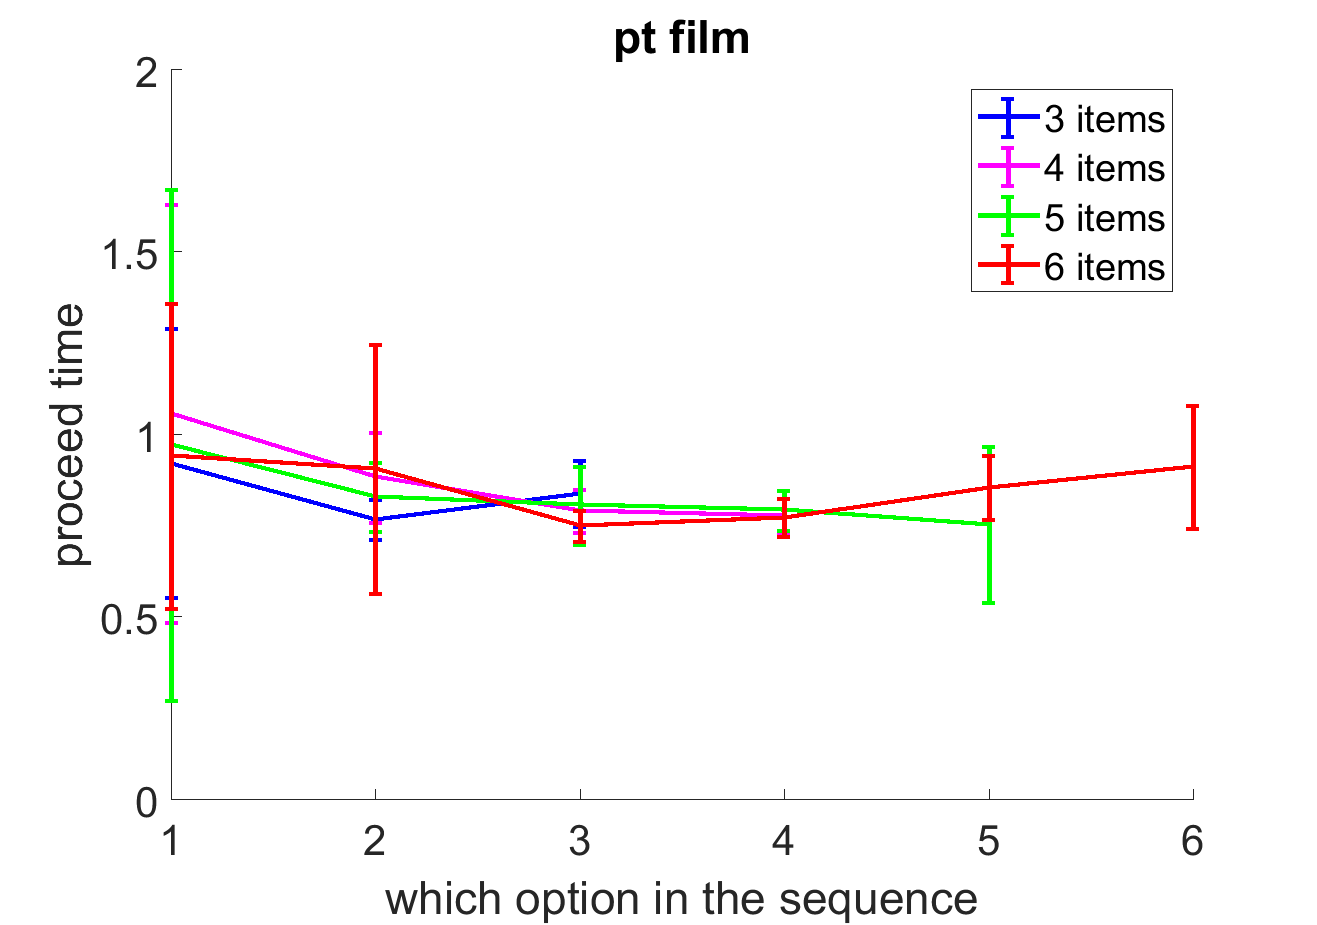 pt film
2
1.5
1
0.5
0
proceed time
3 items
4 items
5 items
6 items
1 2 3 4 5 6
which option in the sequence